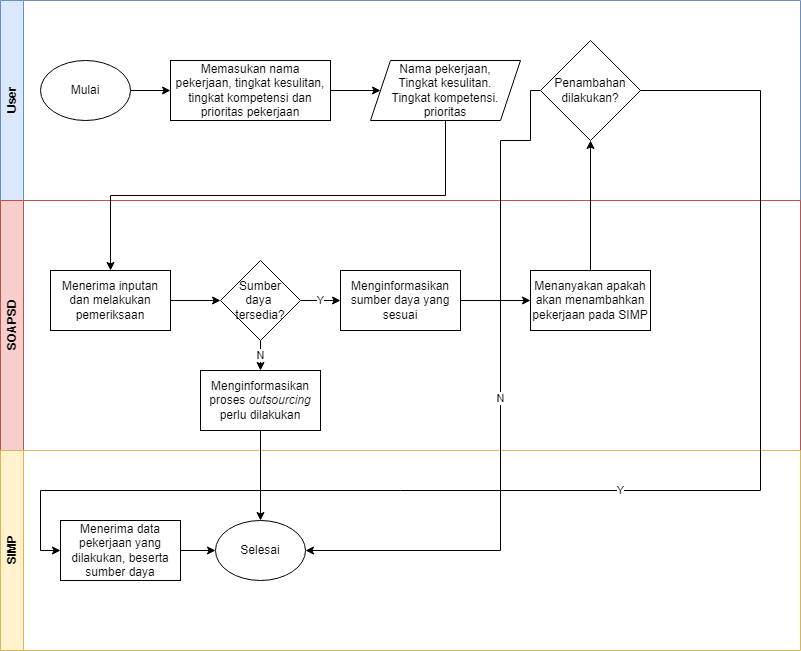 User
Mulai
Memasukan nama
pekerjaan, tingkat kesulitan,
tingkat kompetensi dan
prioritas pekerjaan
Nama pekerjaan,
Tingkat kesulitan.
Tingkat kompetensi.
prioritas
Penambahan
dilakukan?
SOAPSD
Menerima inputan
dan melakukan
pemeriksaan
Sumber
daya
tersedia?
Y
Menginformasikan
sumber daya yang
sesuai
Menanyakan apakah
akan menambahkan
pekerjaan pada SIMP
N
Menginformasikan
proses outsourcing
perlu dilakukan
N
SIMP
Y
Menerima data
pekerjaan yang
dilakukan, beserta
sumber daya
Selesai